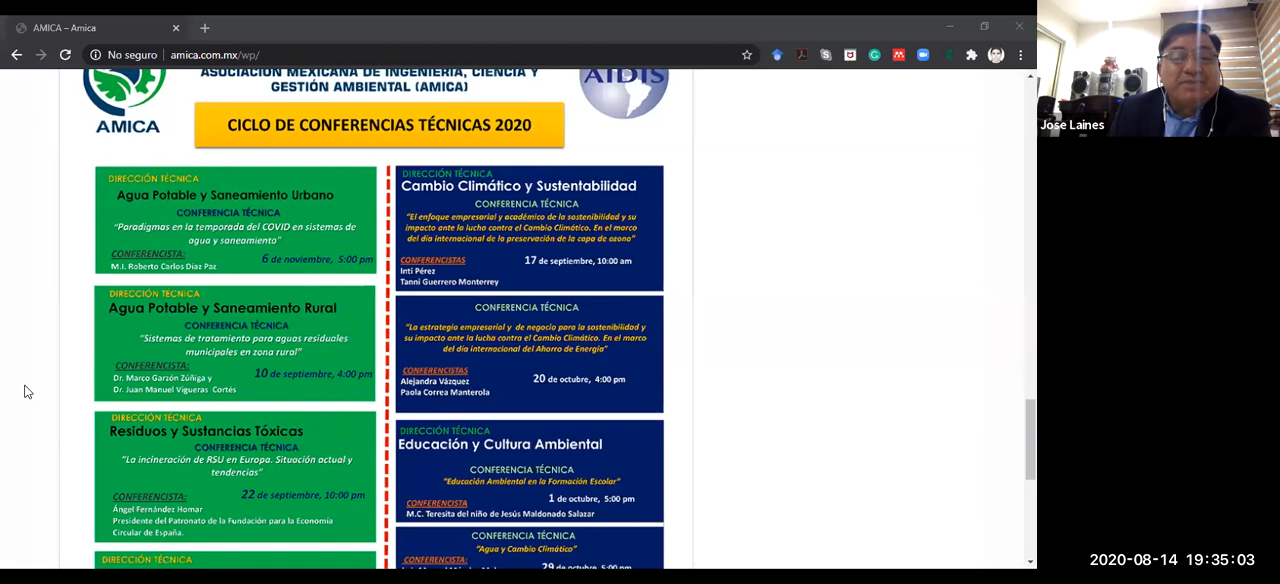 AMICA – Amica
No seguro
amica.com.mx/wp/
Jose Laines
ASOCIACIÓN MEXICANA DE INGENIERÍA, CIENCIA Y
GESTIÓN AMBIENTAL (AMICA)
AMICA
AIDIS
CICLO DE CONFERENCIAS TÉCNICAS 2020
DIRECCIÓN TÉCNICA
Agua Potable y Saneamiento Urbano
CONFERENCIA TÉCNICA
"Paradigmas en la temporada del COVID en sistemas de
agua y saneamiento"
CONFERENCISTA:
6 de noviembre, 5:00 pm
M.I. Roberto Carlos Diaz Paz
DIRECCIÓN TÉCNICA
Agua Potable y Saneamiento Rural
CONFERENCIA TÉCNICA
"Sistemas de tratamiento para aguas residuales
municipales en zona rural"
CONFERENCISTA:
10 de septiembre, 4:00 pm
Dr. Marco Garzón Zúñiga y
Dr. Juan Manuel Vigueras Cortés
DIRECCIÓN TÉCNICA
Residuos y Sustancias Tóxicas
CONFERENCIA TÉCNICA
"La incineración de RSU en Europa. Situación actual y
tendencias"
22 de septiembre, 10:00 pm
CONFERENCISTA:
Ángel Fernández Homar
Presidente del Patronato de la Fundación para la Economía
Circular de España.
DIRECCIÓN TÉCNICA
DIRECCIÓN TÉCNICA
Cambio Climático y Sustentabilidad
CONFERENCIA TÉCNICA
"El enfoque empresarial y académico de la sostenibilidad y su
impacto ante la lucha contra el Cambio Climático. En el marco
del día internacional de la preservación de la capa de ozono"
CONFERENCISTAS
17 de septiembre, 10:00 am
Inti Pérez
Tanni Guerrero Monterrey
CONFERENCIA TÉCNICA
"La estrategia empresarial y de negocio para la sostenibilidad y
su impacto ante la lucha contra el Cambio Climático. En el marco
del día internacional del Ahorro de Energía"
CONFERENCISTAS
20 de octubre, 4:00 pm
Alejandra Vázquez
Paola Correa Manterola
DIRECCIÓN TÉCNICA
Educación y Cultura Ambiental
CONFERENCIA TÉCNICA
"Educación Ambiental en la Formación Escolar"
1 de octubre, 5:00 pm
CONFERENCISTA
M.C. Teresita del niño de Jesús Maldonado Salazar
CONFERENCIA TÉCNICA
"Agua y Cambio Climático"
CONFERENCISTA:
29 de octubre, 5:00 pm
2020-08-14 19:35:03